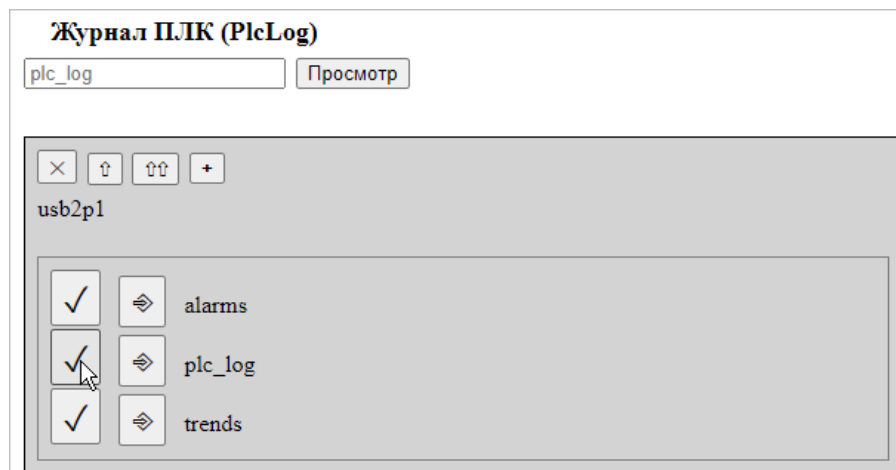 Журнал ПЛК (PlcLog)
plc_log Просмотр
× ⇧ ⇧⇧ +
usb2p1
✓ alarms
✓ plc_log
✓ trends